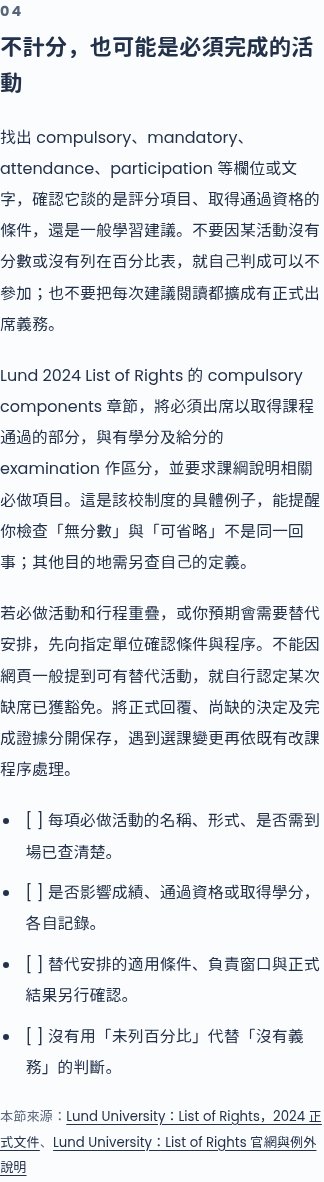 04
不計分，也可能是必須完成的活
動
找出 compulsory、mandatory、
attendance、participation 等欄位或文
字，確認它談的是評分項目、取得通過資格的
條件，還是一般學習建議。不要因某活動沒有
分數或沒有列在百分比表，就自己判成可以不
參加；也不要把每次建議閱讀都擴成有正式出
席義務。
Lund 2024 List of Rights 的 compulsory
components 章節，將必須出席以取得課程
通過的部分，與有學分及給分的
examination 作區分，並要求課綱說明相關
必做項目。這是該校制度的具體例子，能提醒
你檢查「無分數」與「可省略」不是同一回
事；其他目的地需另查自己的定義。
若必做活動和行程重疊，或你預期會需要替代
安排，先向指定單位確認條件與程序。不能因
網頁一般提到可有替代活動，就自行認定某次
缺席已獲豁免。將正式回覆、尚缺的決定及完
成證據分開保存，遇到選課變更再依既有改課
程序處理。
• [ ] 每項必做活動的名稱、形式、是否需到
場已查清楚。
• [ ] 是否影響成績、通過資格或取得學分，
各自記錄。
• [ ] 替代安排的適用條件、負責窗口與正式
結果另行確認。
• [ ] 沒有用「未列百分比」代替「沒有義
務」的判斷。
本節來源：Lund University：List of Rights，2024 正
式文件、Lund University：List of Rights 官網與例外
說明